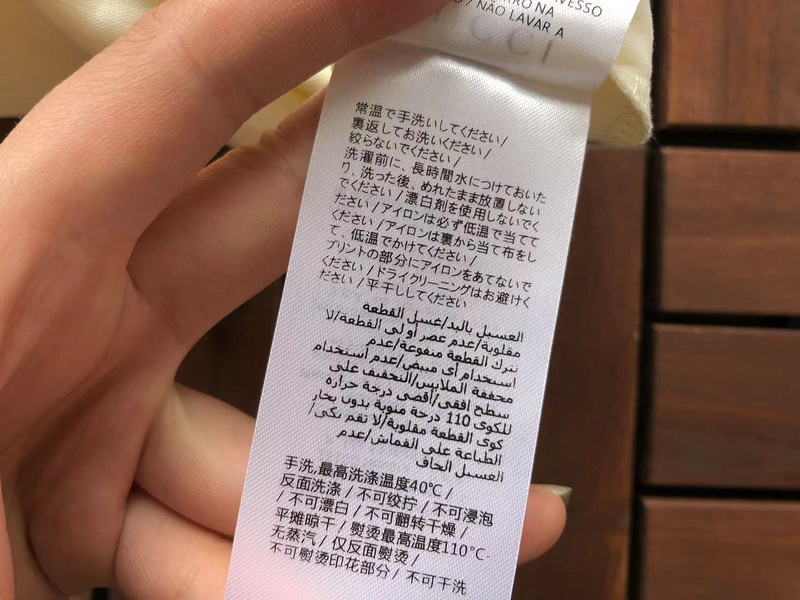 RRO NA
VESSO
/ NÃO LAVAR A
CCI
常温で手洗いしてください/
裏返してお洗いください/
絞らないでください/
洗濯前に、長時間水につけておいた
り、洗った後、ぬれたまま放置しない
でください/漂白剤を使用しないでく
ださい/アイロンは必ず低温で当てて
ください/アイロンは裏から当て布をし
て、低温でかけてください/
プリントの部分にアイロンをあてないで
ください/ドライクリーニングはお避けく
ださい/平干ししてください
الغسيل باليد/غسل القطعة
مقلوبة/عدم عصر أو لى القطعة/لا
تترك القطعة منقوعة/عدم
استخدام أى مبيض/عدم استخدام
مجففة الملابس/التجفيف على
سطح افقى/أقصى درجة حراره
للكوى 110 درجة مئوية بدون بخار
كوى القطعة مقلوبة/لا تقم بكى/
الطباعة على القماش/عدم
الغسيل الجاف
手洗,最高洗涤温度40℃ /
反面洗涤 / 不可绞拧 / 不可浸泡
/ 不可漂白 / 不可翻转干燥 /
平摊晾干 / 熨烫最高温度110℃-
无蒸汽 / 仅反面熨烫 /
不可熨烫印花部分 / 不可干洗